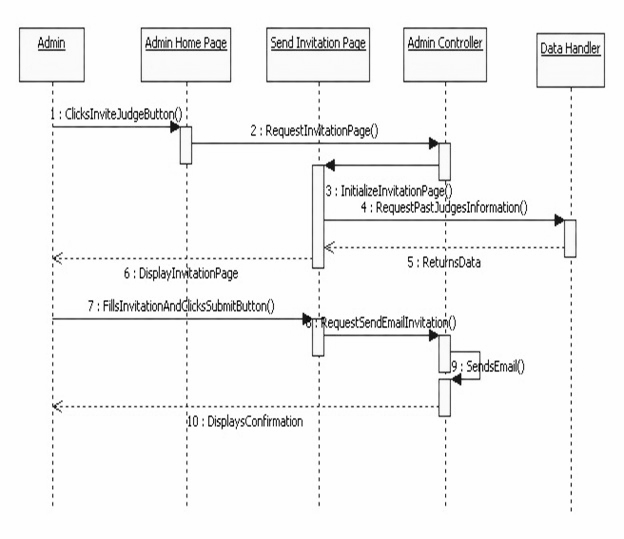 Admin
Admin Home Page
Send Invitation Page
Admin Controller
Data Handler
1 : ClicksInviteJudgeButton()
2 : RequestInvitationPage()
3 : InitializeInvitationPage()
4 : RequestPastJudgesInformation()
5 : ReturnsData
6 : DisplayInvitationPage
7 : FillsInvitationAndClicksSubmitButton()
8 : RequestSendEmailInvitation()
9 : SendsEmail()
10 : DisplaysConfirmation